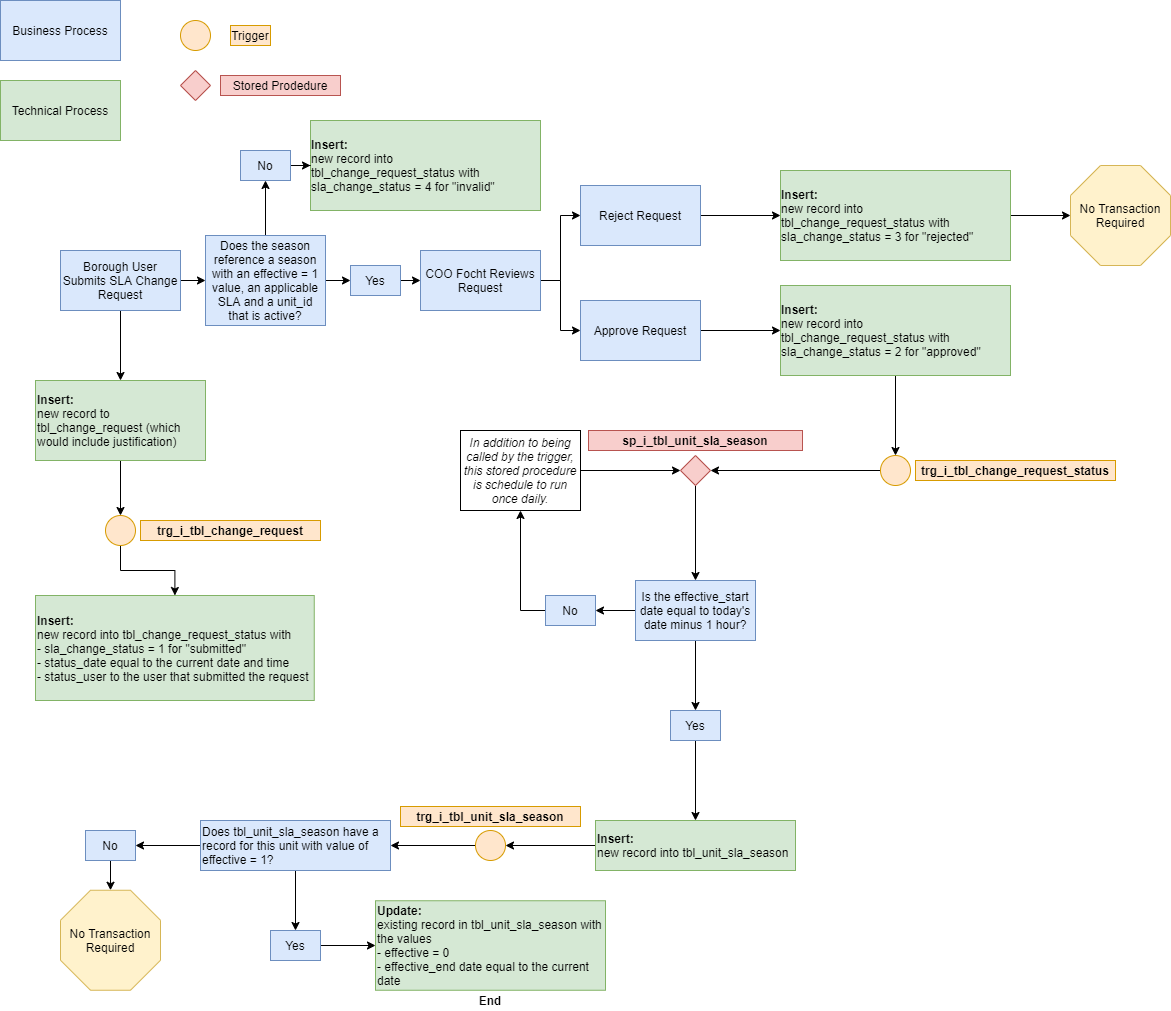 Business Process
Trigger
Stored Prodedure
Technical Process
No
Insert:
new record into
tbl_change_request_status with
sla_change_status = 4 for "invalid"
Borough User
Submits SLA Change
Request
Does the season
reference a season
with an effective = 1
value, an applicable
SLA and a unit_id
that is active?
Yes
COO Focht Reviews
Request
Reject Request
Insert:
new record into
tbl_change_request_status with
sla_change_status = 3 for "rejected"
No Transaction
Required
Approve Request
Insert:
new record into
tbl_change_request_status with
sla_change_status = 2 for "approved"
Insert:
new record to
tbl_change_request (which
would include justification)
trg_i_tbl_change_request
Insert:
new record into tbl_change_request_status with
- sla_change_status = 1 for "submitted"
- status_date equal to the current date and time
- status_user to the user that submitted the request
In addition to being
called by the trigger,
this stored procedure
is schedule to run
once daily.
sp_i_tbl_unit_sla_season
trg_i_tbl_change_request_status
Is the effective_start
date equal to today's
date minus 1 hour?
No
Yes
Insert:
new record into tbl_unit_sla_season
trg_i_tbl_unit_sla_season
Does tbl_unit_sla_season have a
record for this unit with value of
effective = 1?
No
No Transaction
Required
Yes
Update:
existing record in tbl_unit_sla_season with
the values
- effective = 0
- effective_end date equal to the current
date
End